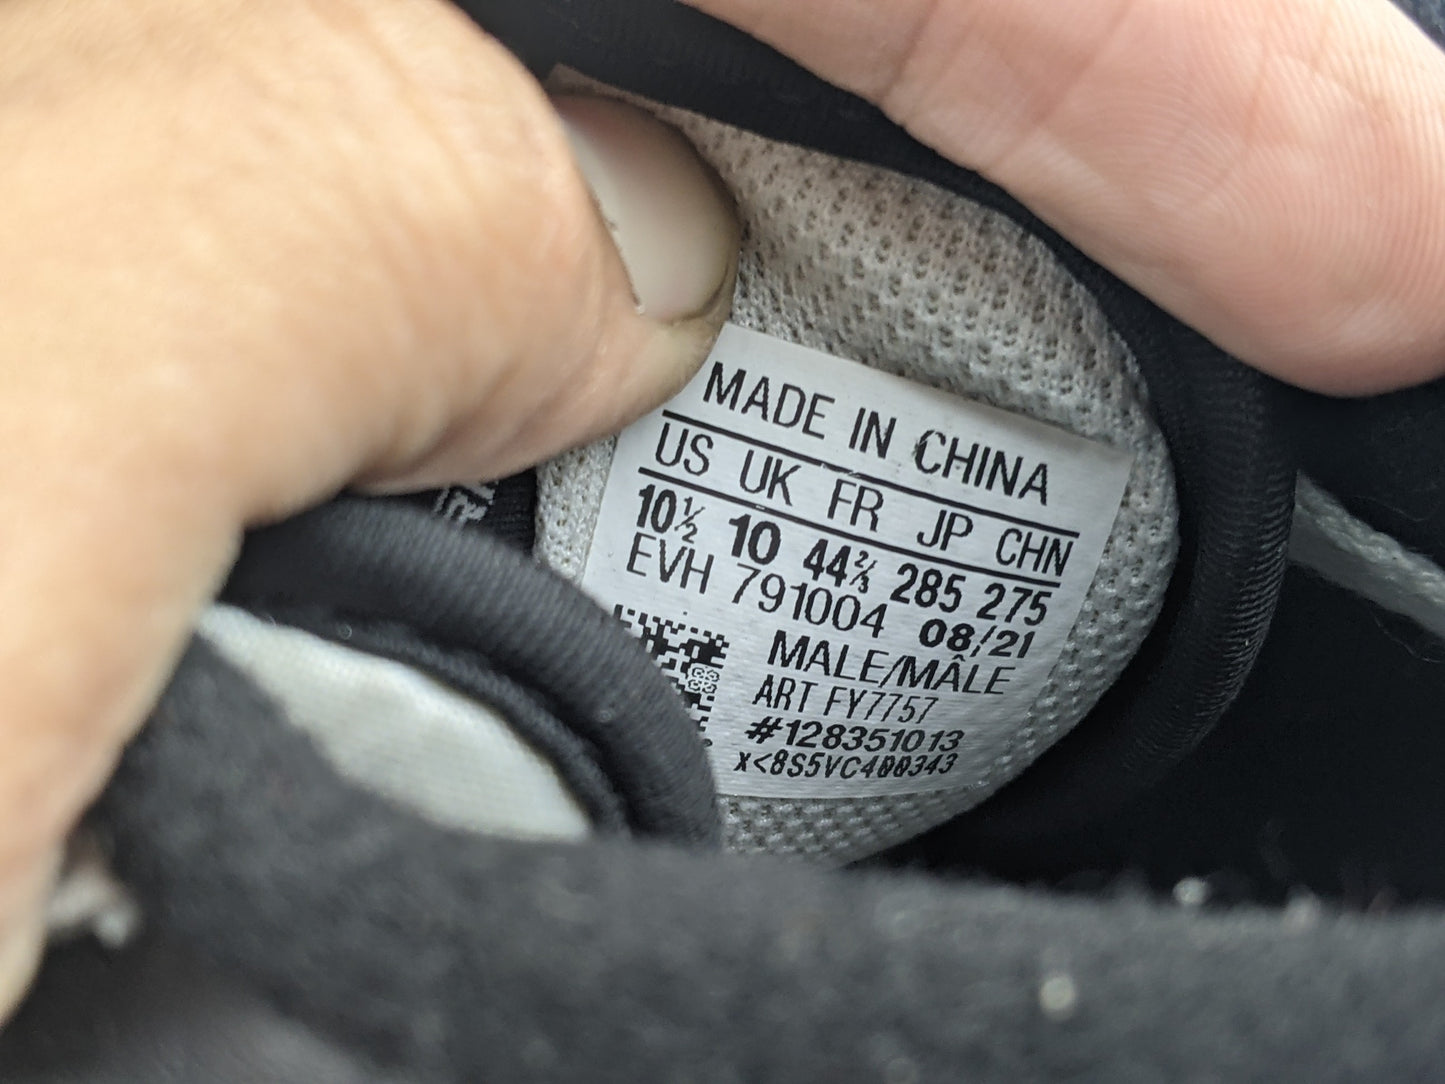 MADE IN CHINA
US UK FR JP CHN
10½ 10 44⅔ 285 275
EVH 791004 08/21
MALE/MÂLE
ART FY7757
#128351013
x<8S5VC400343